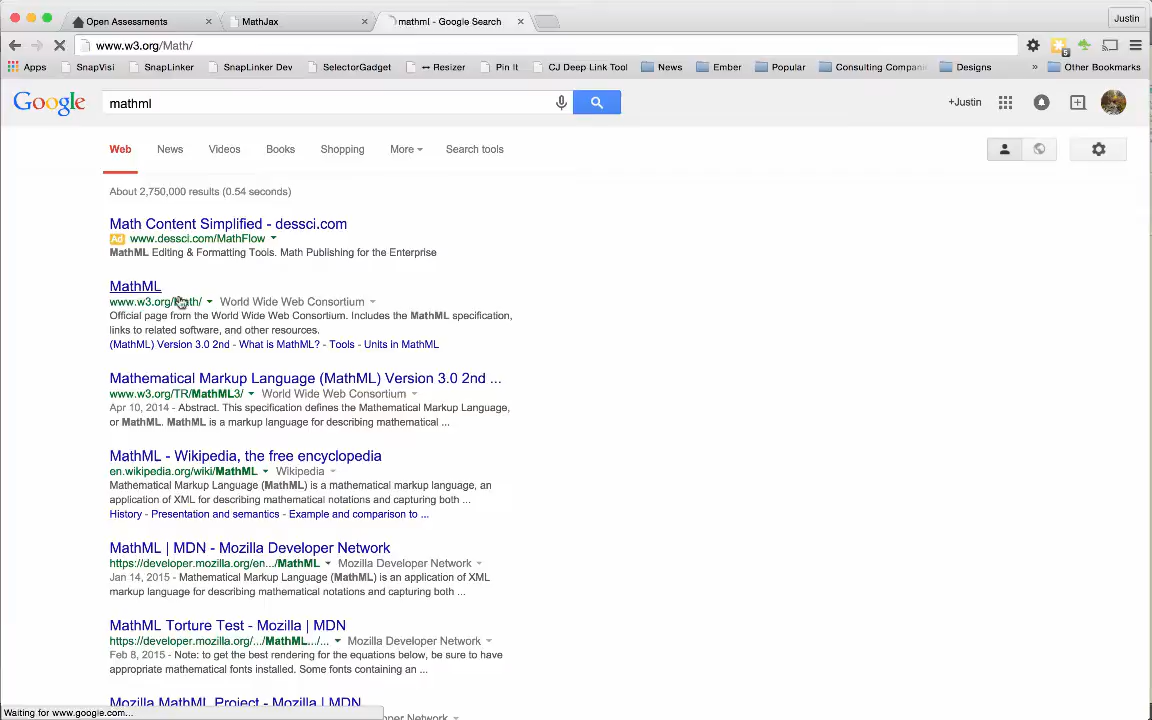 Open Assessments MathJax mathml - Google Search Justin
www.w3.org/Math/ 5
Apps SnapVisi SnapLinker SnapLinker Dev SelectorGadget ↔ Resizer Pin It CJ Deep Link Tool News Ember Popular Consulting Compani Designs » Other Bookmarks
Google mathml +Justin
Web News Videos Books Shopping More Search tools
About 2,750,000 results (0.54 seconds)
Math Content Simplified - dessci.com
Ad www.dessci.com/MathFlow
MathML Editing & Formatting Tools. Math Publishing for the Enterprise
MathML
www.w3.org/Math/ World Wide Web Consortium
Official page from the World Wide Web Consortium. Includes the MathML specification,
links to related software, and other resources.
(MathML) Version 3.0 2nd - What is MathML? - Tools - Units in MathML
Mathematical Markup Language (MathML) Version 3.0 2nd ...
www.w3.org/TR/MathML3/ World Wide Web Consortium
Apr 10, 2014 - Abstract. This specification defines the Mathematical Markup Language,
or MathML. MathML is a markup language for describing mathematical ...
MathML - Wikipedia, the free encyclopedia
en.wikipedia.org/wiki/MathML Wikipedia
Mathematical Markup Language (MathML) is a mathematical markup language, an
application of XML for describing mathematical notations and capturing both ...
History - Presentation and semantics - Example and comparison to ...
MathML | MDN - Mozilla Developer Network
https://developer.mozilla.org/en.../MathML Mozilla Developer Network
Jan 14, 2015 - Mathematical Markup Language (MathML) is an application of XML
markup language for describing mathematical notations and capturing both ...
MathML Torture Test - Mozilla | MDN
https://developer.mozilla.org/.../MathML.../... Mozilla Developer Network
Feb 8, 2015 - Note: to get the best rendering for the equations below, be sure to have
appropriate mathematical fonts installed. Some fonts containing an ...
Mozilla MathML Project - Mozilla | MDN
Waiting for www.google.com... Developer Network